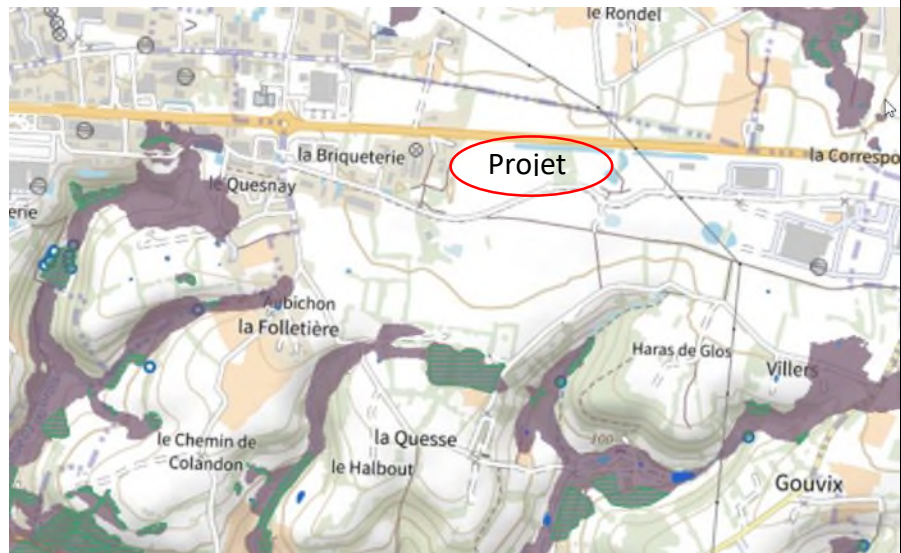 le Rondel
la Briqueterie
Projet
la Correspo
le Quesnay
erie
Aubichon
la Folletière
Haras de Glos
Villers
la Quesse
le Chemin de
Colandon
le Halbout
100
Gouvix